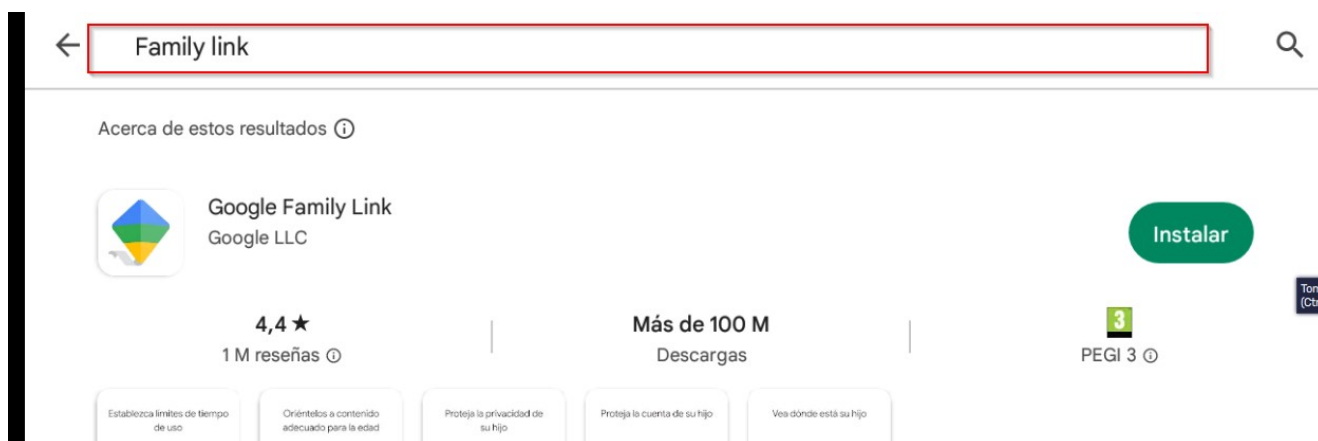 Family link
Acerca de estos resultados
Google Family Link
Google LLC
Instalar
4,4 ★
1 M reseñas
Más de 100 M
Descargas
3
PEGI 3
Establezca límites de tiempo
de uso
Oriéntelos a contenido
adecuado para la edad
Proteja la privacidad de
su hijo
Proteja la cuenta de su hijo
Vea dónde está su hijo